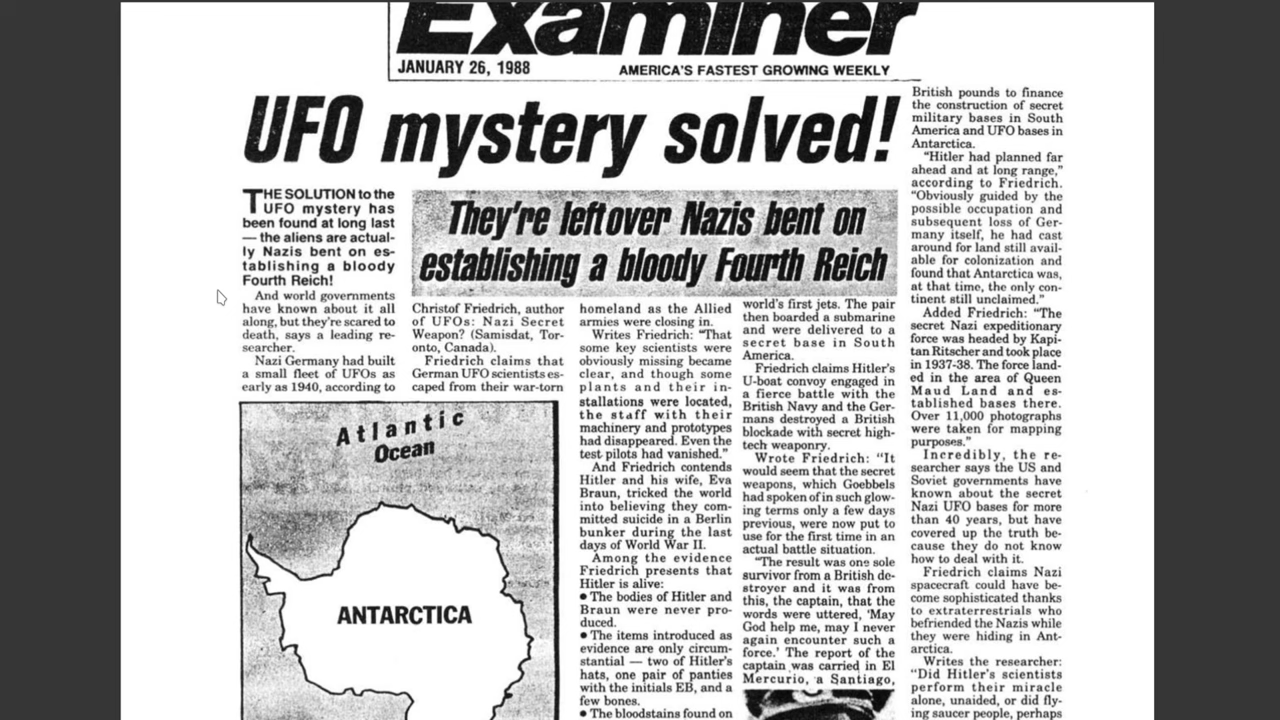 Examiner
JANUARY 26, 1988
AMERICA'S FASTEST GROWING WEEKLY
UFO mystery solved!
They're leftover Nazis bent on
establishing a bloody Fourth Reich
THE SOLUTION to the
UFO mystery has
been found at long last
— the aliens are actual-
ly Nazis bent on es-
tablishing a bloody
Fourth Reich!
And world governments
have known about it all
along, but they're scared to
death, says a leading re-
searcher.
Nazi Germany had built
a small fleet of UFOs as
early as 1940, according to
Christof Friedrich, author
of UFOs: Nazi Secret
Weapon? (Samisdat, Tor-
onto, Canada).
Friedrich claims that
German UFO scientists es-
caped from their war-torn
homeland as the Allied
armies were closing in.
Writes Friedrich: "That
some key scientists were
obviously missing became
clear, and though some
plants and their in-
stallations were located,
the staff with their
machinery and prototypes
had disappeared. Even the
test pilots had vanished."
And Friedrich contends
Hitler and his wife, Eva
Braun, tricked the world
into believing they com-
mitted suicide in a Berlin
bunker during the last
days of World War II.
Among the evidence
Friedrich presents that
Hitler is alive:
● The bodies of Hitler and
Braun were never pro-
duced.
● The items introduced as
evidence are only circum-
stantial — two of Hitler's
hats, one pair of panties
with the initials EB, and a
few bones.
● The bloodstains found on
world's first jets. The pair
then boarded a submarine
and were delivered to a
secret base in South
America.
Friedrich claims Hitler's
U-boat convoy engaged in
a fierce battle with the
British Navy and the Ger-
mans destroyed a British
blockade with secret high-
tech weaponry.
Wrote Friedrich: "It
would seem that the secret
weapons, which Goebbels
had spoken of in such glow-
ing terms only a few days
previous, were now put to
use for the first time in an
actual battle situation.
"The result was one sole
survivor from a British de-
stroyer and it was from
this, the captain, that the
words were uttered, 'May
God help me, may I never
again encounter such a
force.' The report of the
captain was carried in El
Mercurio, a Santiago,
British pounds to finance
the construction of secret
military bases in South
America and UFO bases in
Antarctica.
"Hitler had planned far
ahead and at long range,"
according to Friedrich.
"Obviously guided by the
possible occupation and
subsequent loss of Ger-
many itself, he had cast
around for land still avail-
able for colonization and
found that Antarctica was,
at that time, the only con-
tinent still unclaimed."
Added Friedrich: "The
secret Nazi expeditionary
force was headed by Kapi-
tan Ritscher and took place
in 1937-38. The force land-
ed in the area of Queen
Maud Land and es-
tablished bases there.
Over 11,000 photographs
were taken for mapping
purposes."
Incredibly, the re-
searcher says the US and
Soviet governments have
known about the secret
Nazi UFO bases for more
than 40 years, but have
covered up the truth be-
cause they do not know
how to deal with it.
Friedrich claims Nazi
spacecraft could have be-
come sophisticated thanks
to extraterrestrials who
befriended the Nazis while
they were hiding in Ant-
arctica.
Writes the researcher:
"Did Hitler's scientists
perform their miracle
alone, unaided, or did fly-
ing saucer people, perhaps
Atlantic
Ocean
ANTARCTICA